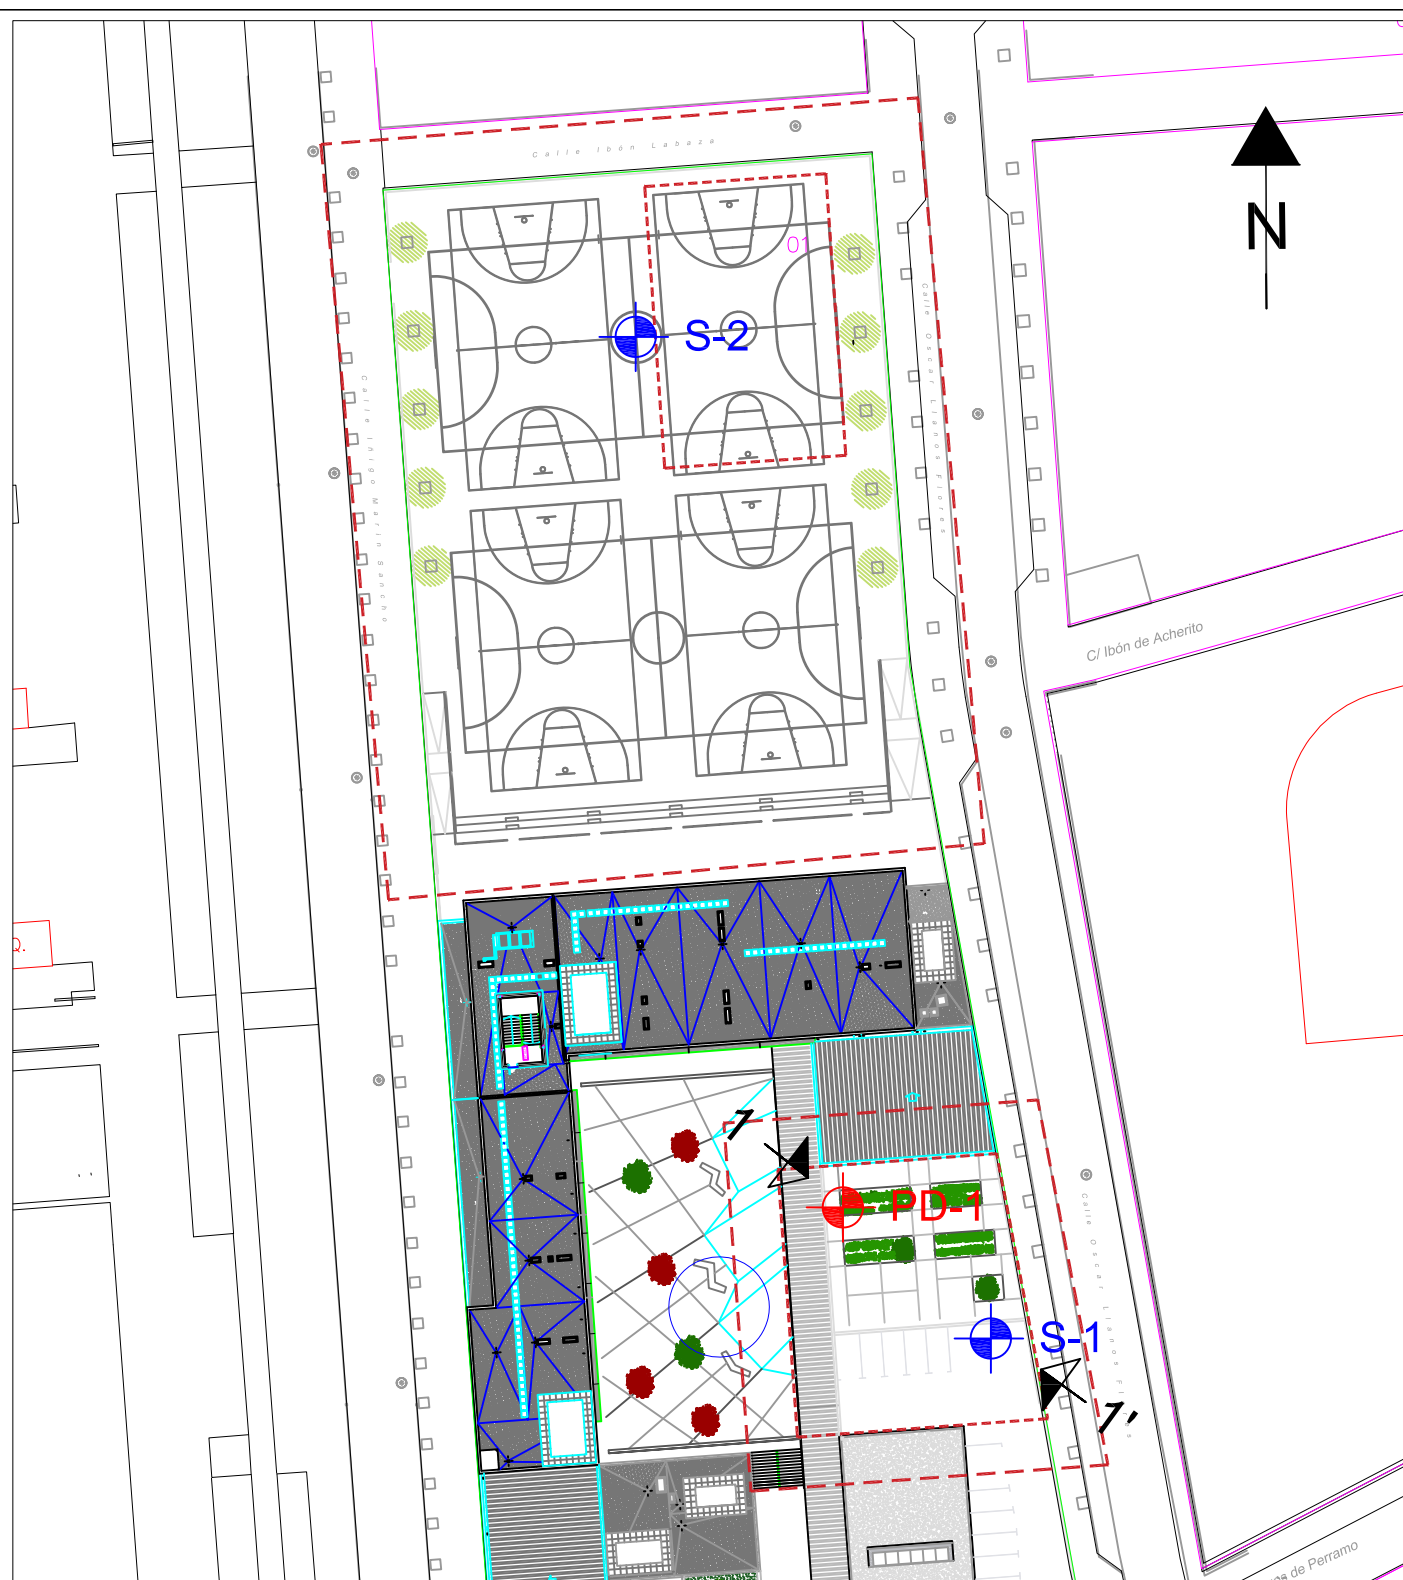 Calle Ibón Labaza
N
01
S-2
Calle Oscar Llanos Flores
Calle Iñigo Marin Sancho
C/ Ibón de Acherito
Q.
1
PD-1
Calle Oscar Llanos Flores
S-1
1'
de Perramo